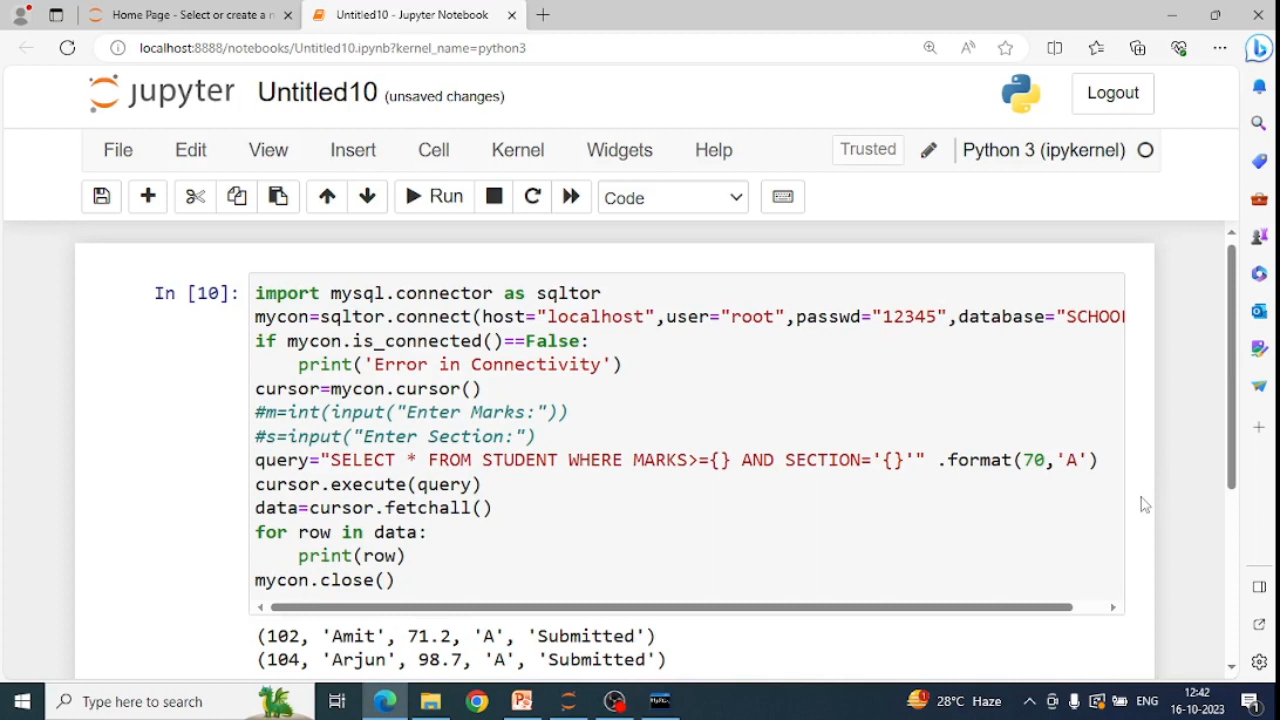 Home Page - Select or create a n
Untitled10 - Jupyter Notebook
localhost:8888/notebooks/Untitled10.ipynb?kernel_name=python3
jupyter Untitled10 (unsaved changes)
Logout
File Edit View Insert Cell Kernel Widgets Help Trusted Python 3 (ipykernel)
Run Code
In [10]:
import mysql.connector as sqltor
mycon=sqltor.connect(host="localhost",user="root",passwd="12345",database="SCHOOL
if mycon.is_connected()==False:
    print('Error in Connectivity')
cursor=mycon.cursor()
#m=int(input("Enter Marks:"))
#s=input("Enter Section:")
query="SELECT * FROM STUDENT WHERE MARKS>={} AND SECTION='{}'" .format(70,'A')
cursor.execute(query)
data=cursor.fetchall()
for row in data:
    print(row)
mycon.close()
(102, 'Amit', 71.2, 'A', 'Submitted')
(104, 'Arjun', 98.7, 'A', 'Submitted')
Type here to search
28°C Haze
ENG
12:42
16-10-2023